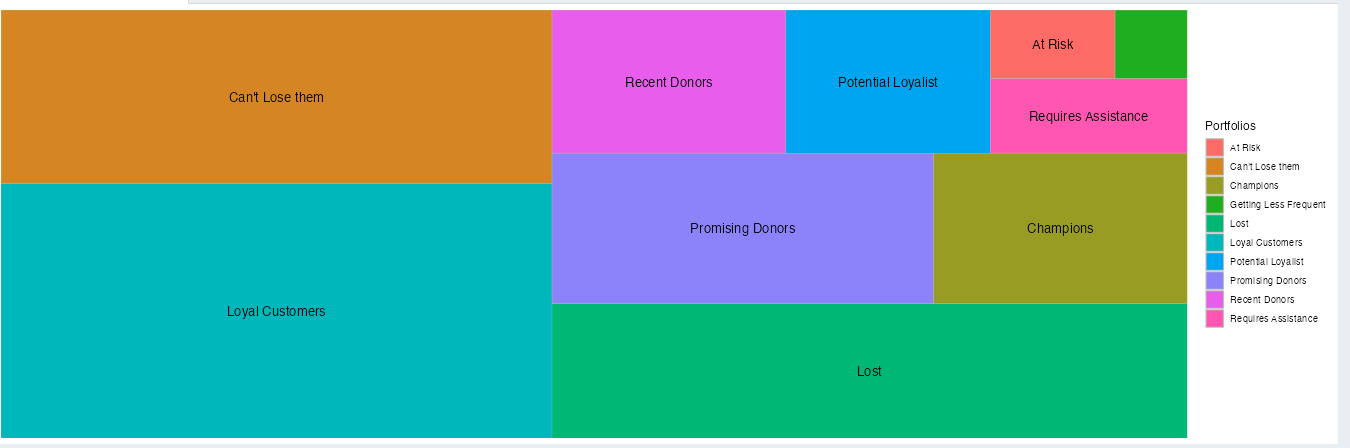 Can't Lose them
Recent Donors
Potential Loyalist
At Risk
Requires Assistance
Promising Donors
Champions
Loyal Customers
Lost
Portfolios
At Risk
Can't Lose them
Champions
Getting Less Frequent
Lost
Loyal Customers
Potential Loyalist
Promising Donors
Recent Donors
Requires Assistance